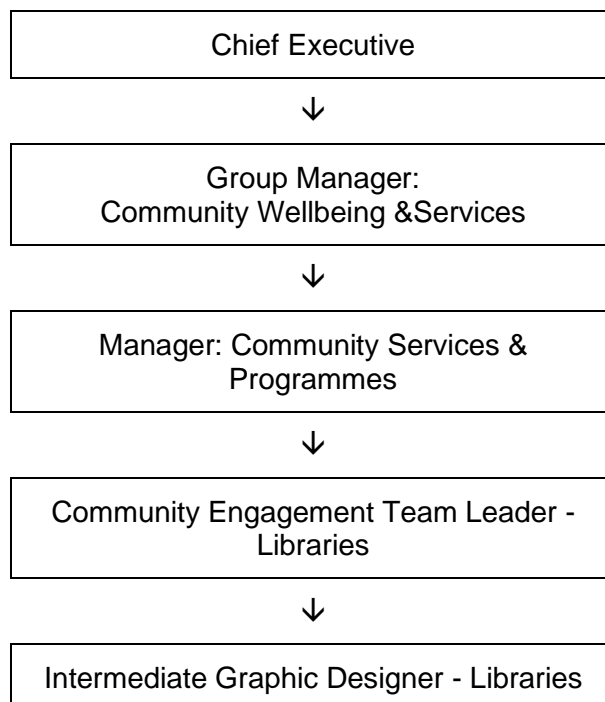 Chief Executive
↓
Group Manager:
Community Wellbeing &Services
↓
Manager: Community Services &
Programmes
↓
Community Engagement Team Leader -
Libraries
↓
Intermediate Graphic Designer - Libraries